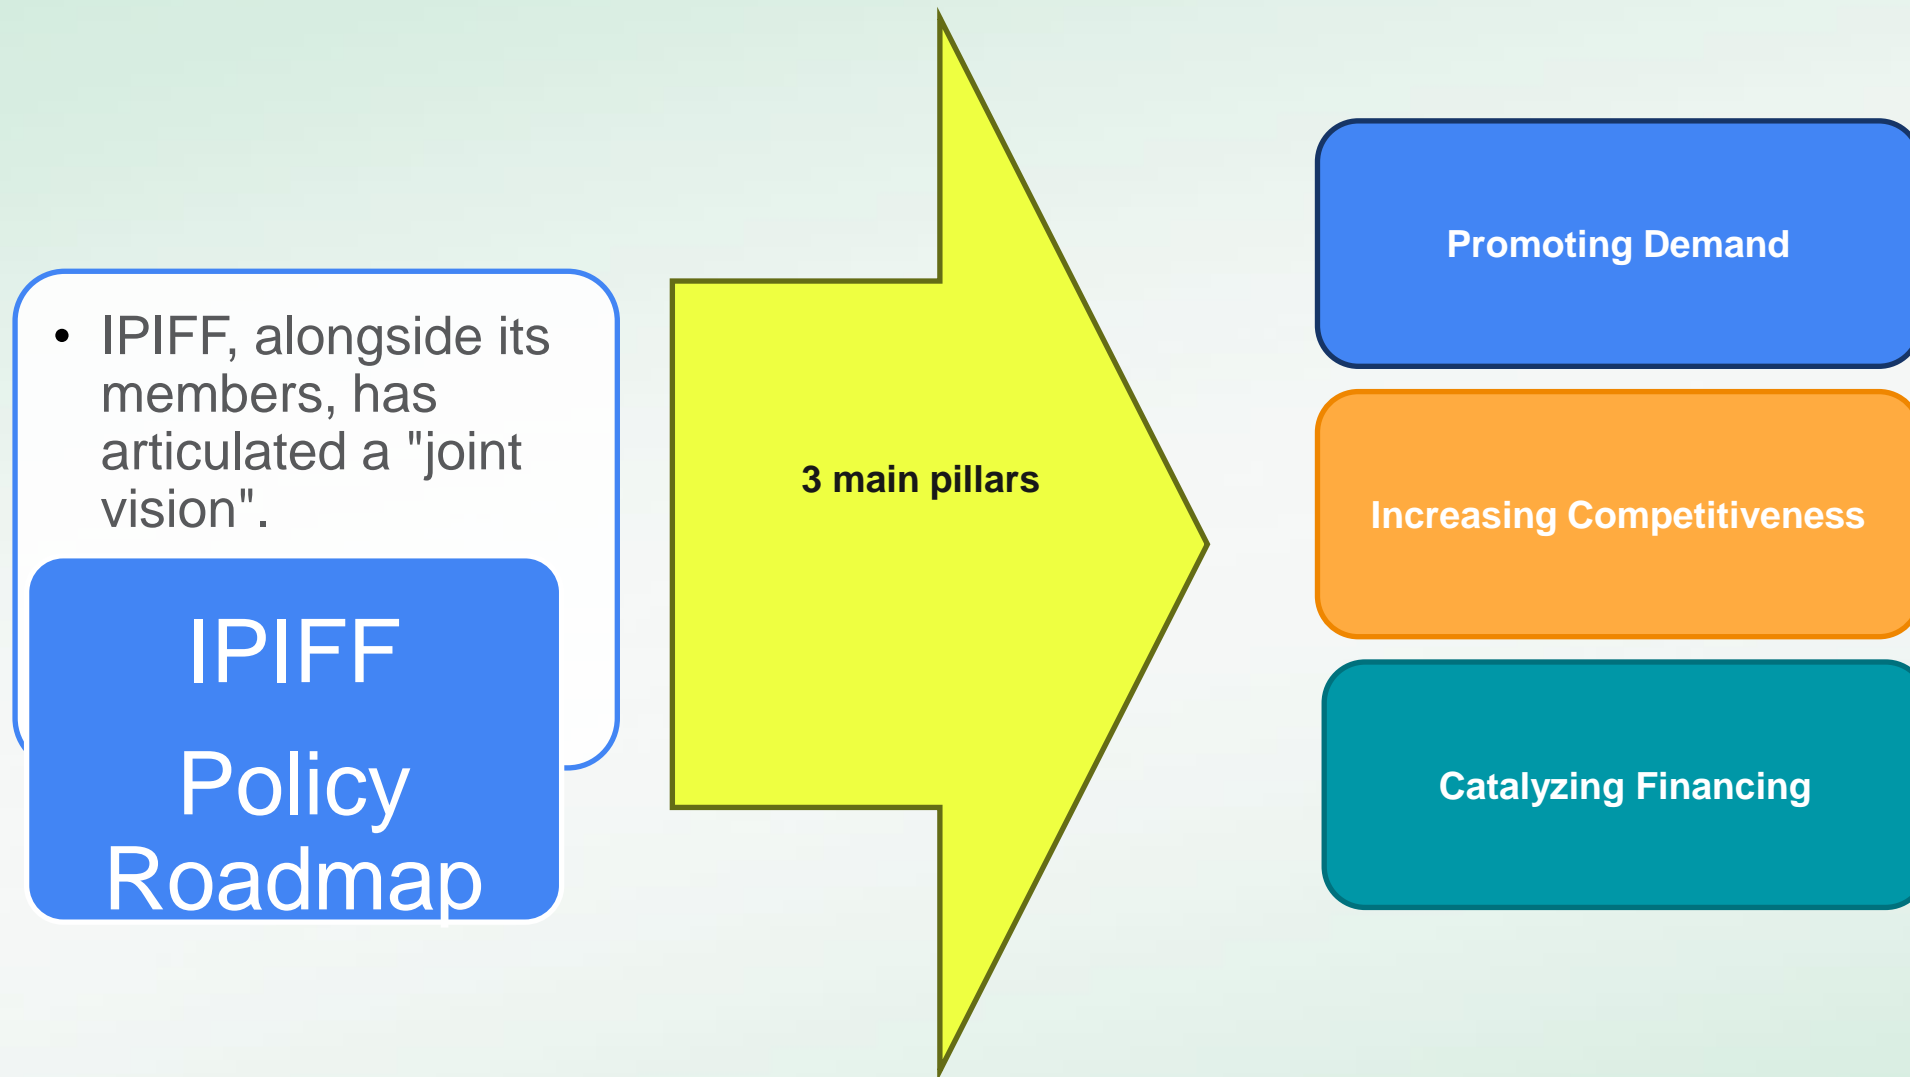 • IPIFF, alongside its
members, has
articulated a "joint
vision".
IPIFF
Policy
Roadmap
3 main pillars
Promoting Demand
Increasing Competitiveness
Catalyzing Financing